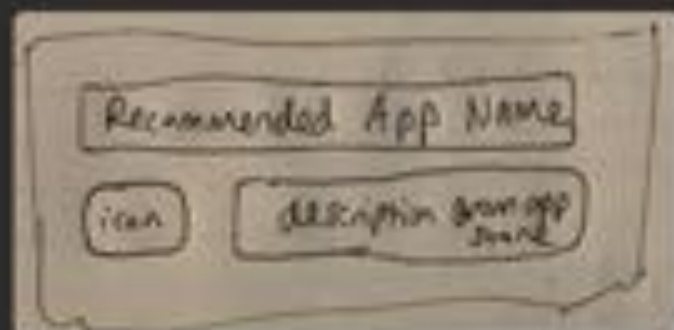 Recommended App Name
icon
description from app
store